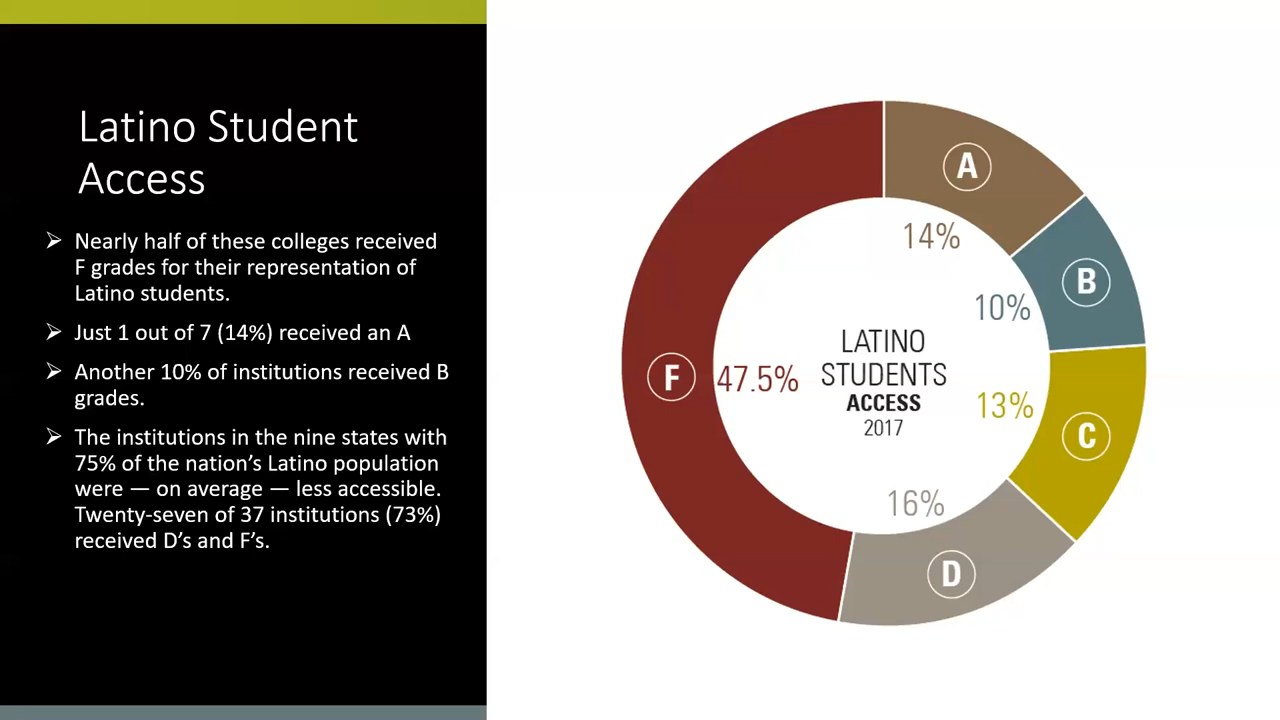 Latino Student
Access
⮚ Nearly half of these colleges received
F grades for their representation of
Latino students.
⮚ Just 1 out of 7 (14%) received an A
⮚ Another 10% of institutions received B
grades.
⮚ The institutions in the nine states with
75% of the nation’s Latino population
were — on average — less accessible.
Twenty-seven of 37 institutions (73%)
received D’s and F’s.
A
14%
B
10%
C
13%
D
16%
F
47.5%
LATINO
STUDENTS
ACCESS
2017